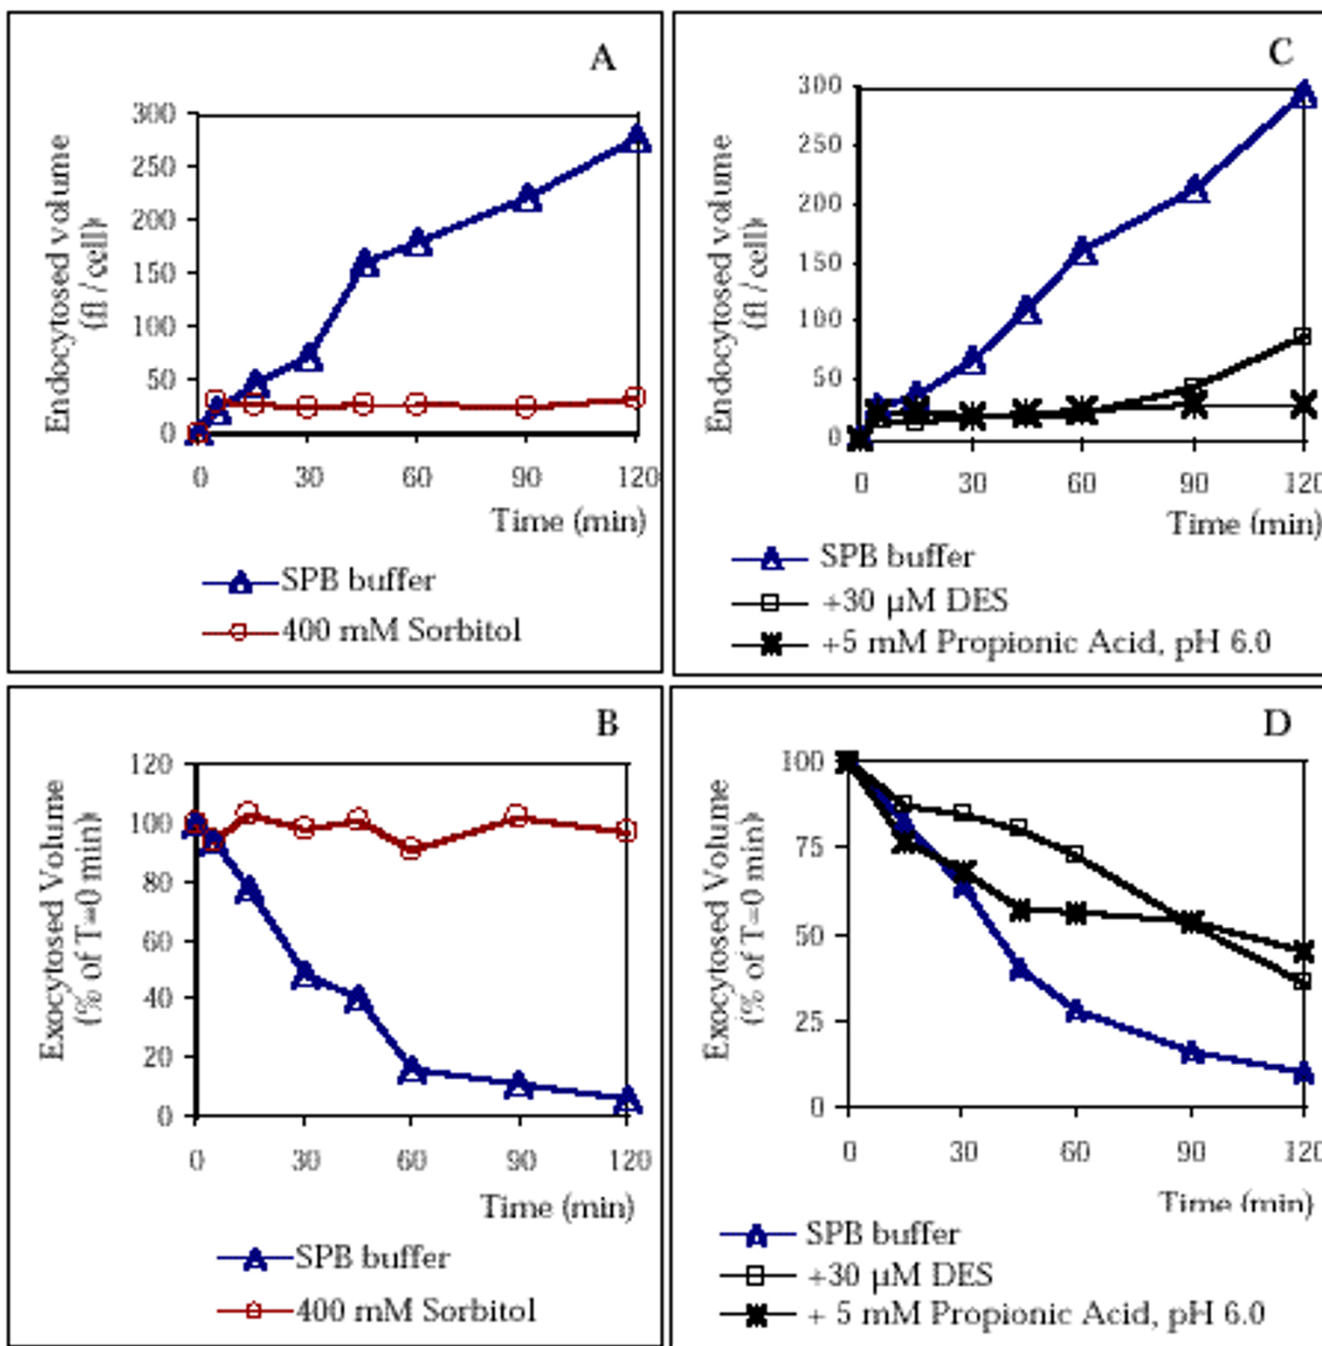 A
Endocytosed volume
(fl / cell)
300
250
200
150
100
50
0
0 30 60 90 120
Time (min)
SPB buffer
400 mM Sorbitol
C
Endocytosed volume
(fl / cell)
300
250
200
150
100
50
0
0 30 60 90 120
Time (min)
SPB buffer
+30 µM DES
+5 mM Propionic Acid, pH 6.0
B
Exocytosed Volume
(% of T=0 min)
120
100
80
60
40
20
0
0 30 60 90 120
Time (min)
SPB buffer
400 mM Sorbitol
D
Exocytosed Volume
(% of T=0 min)
100
75
50
25
0
0 30 60 90 120
Time (min)
SPB buffer
+30 µM DES
+ 5 mM Propionic Acid, pH 6.0